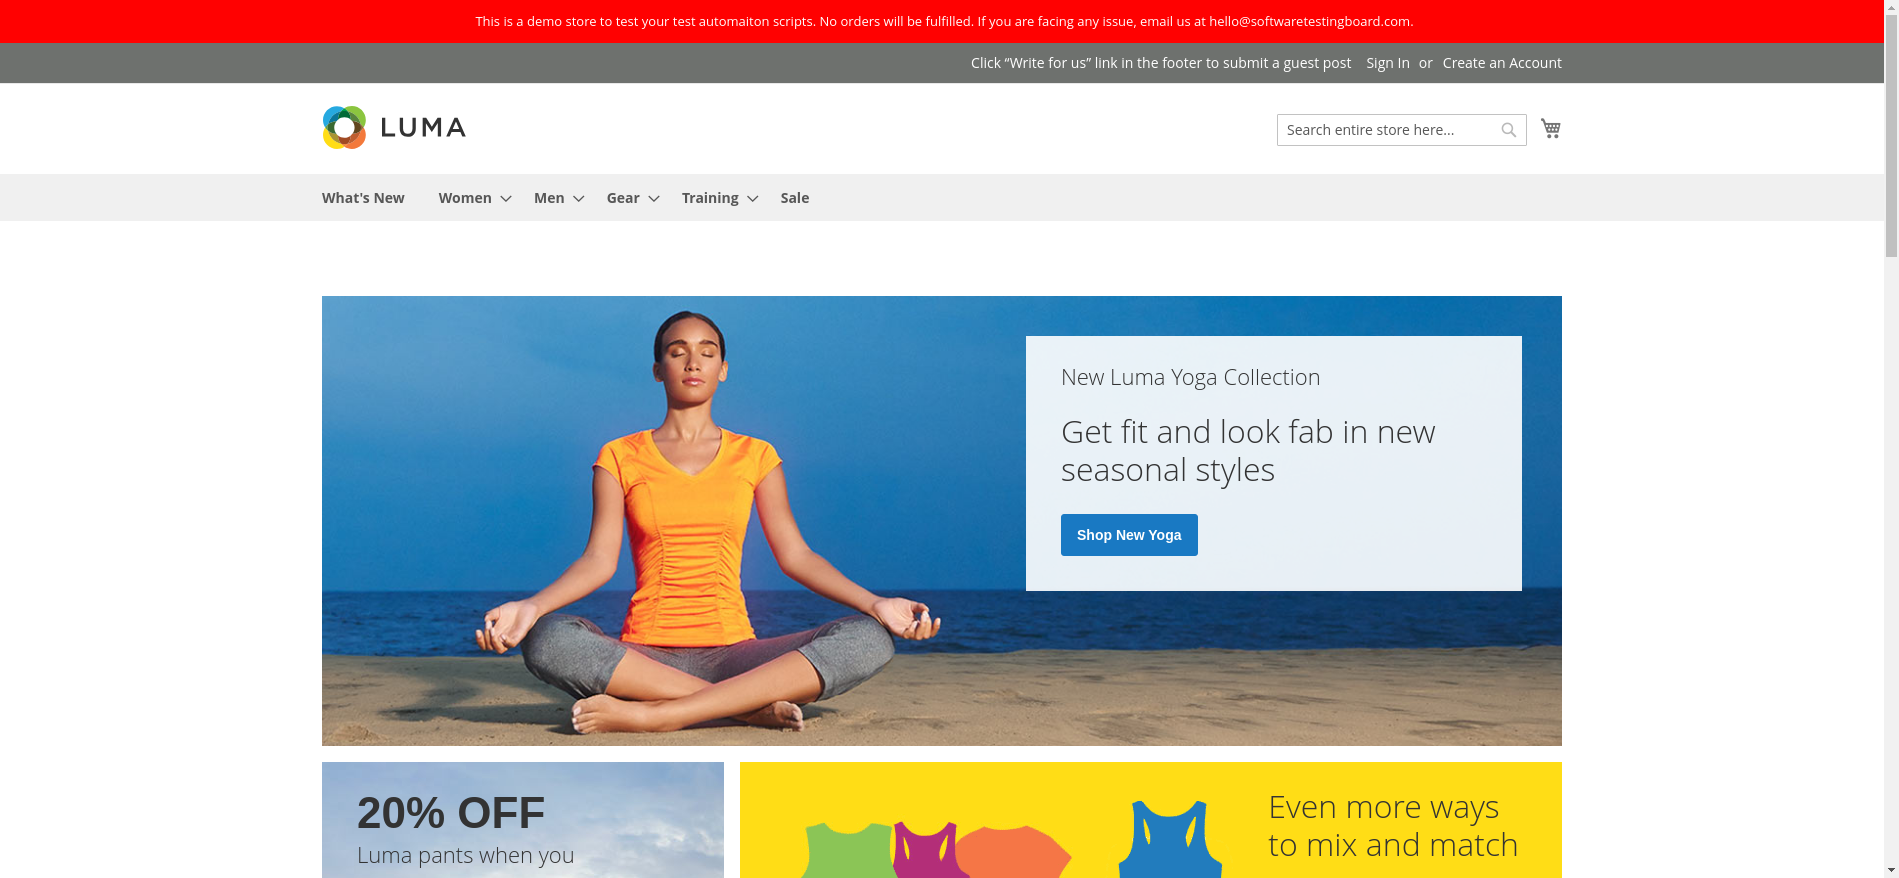 This is a demo store to test your test automaiton scripts. No orders will be fulfilled. If you are facing any issue, email us at hello@softwaretestingboard.com.
Click “Write for us” link in the footer to submit a guest post Sign In or Create an Account
LUMA
Search entire store here...
What's New Women Men Gear Training Sale
New Luma Yoga Collection
Get fit and look fab in new
seasonal styles
Shop New Yoga
20% OFF
Luma pants when you
Even more ways
to mix and match